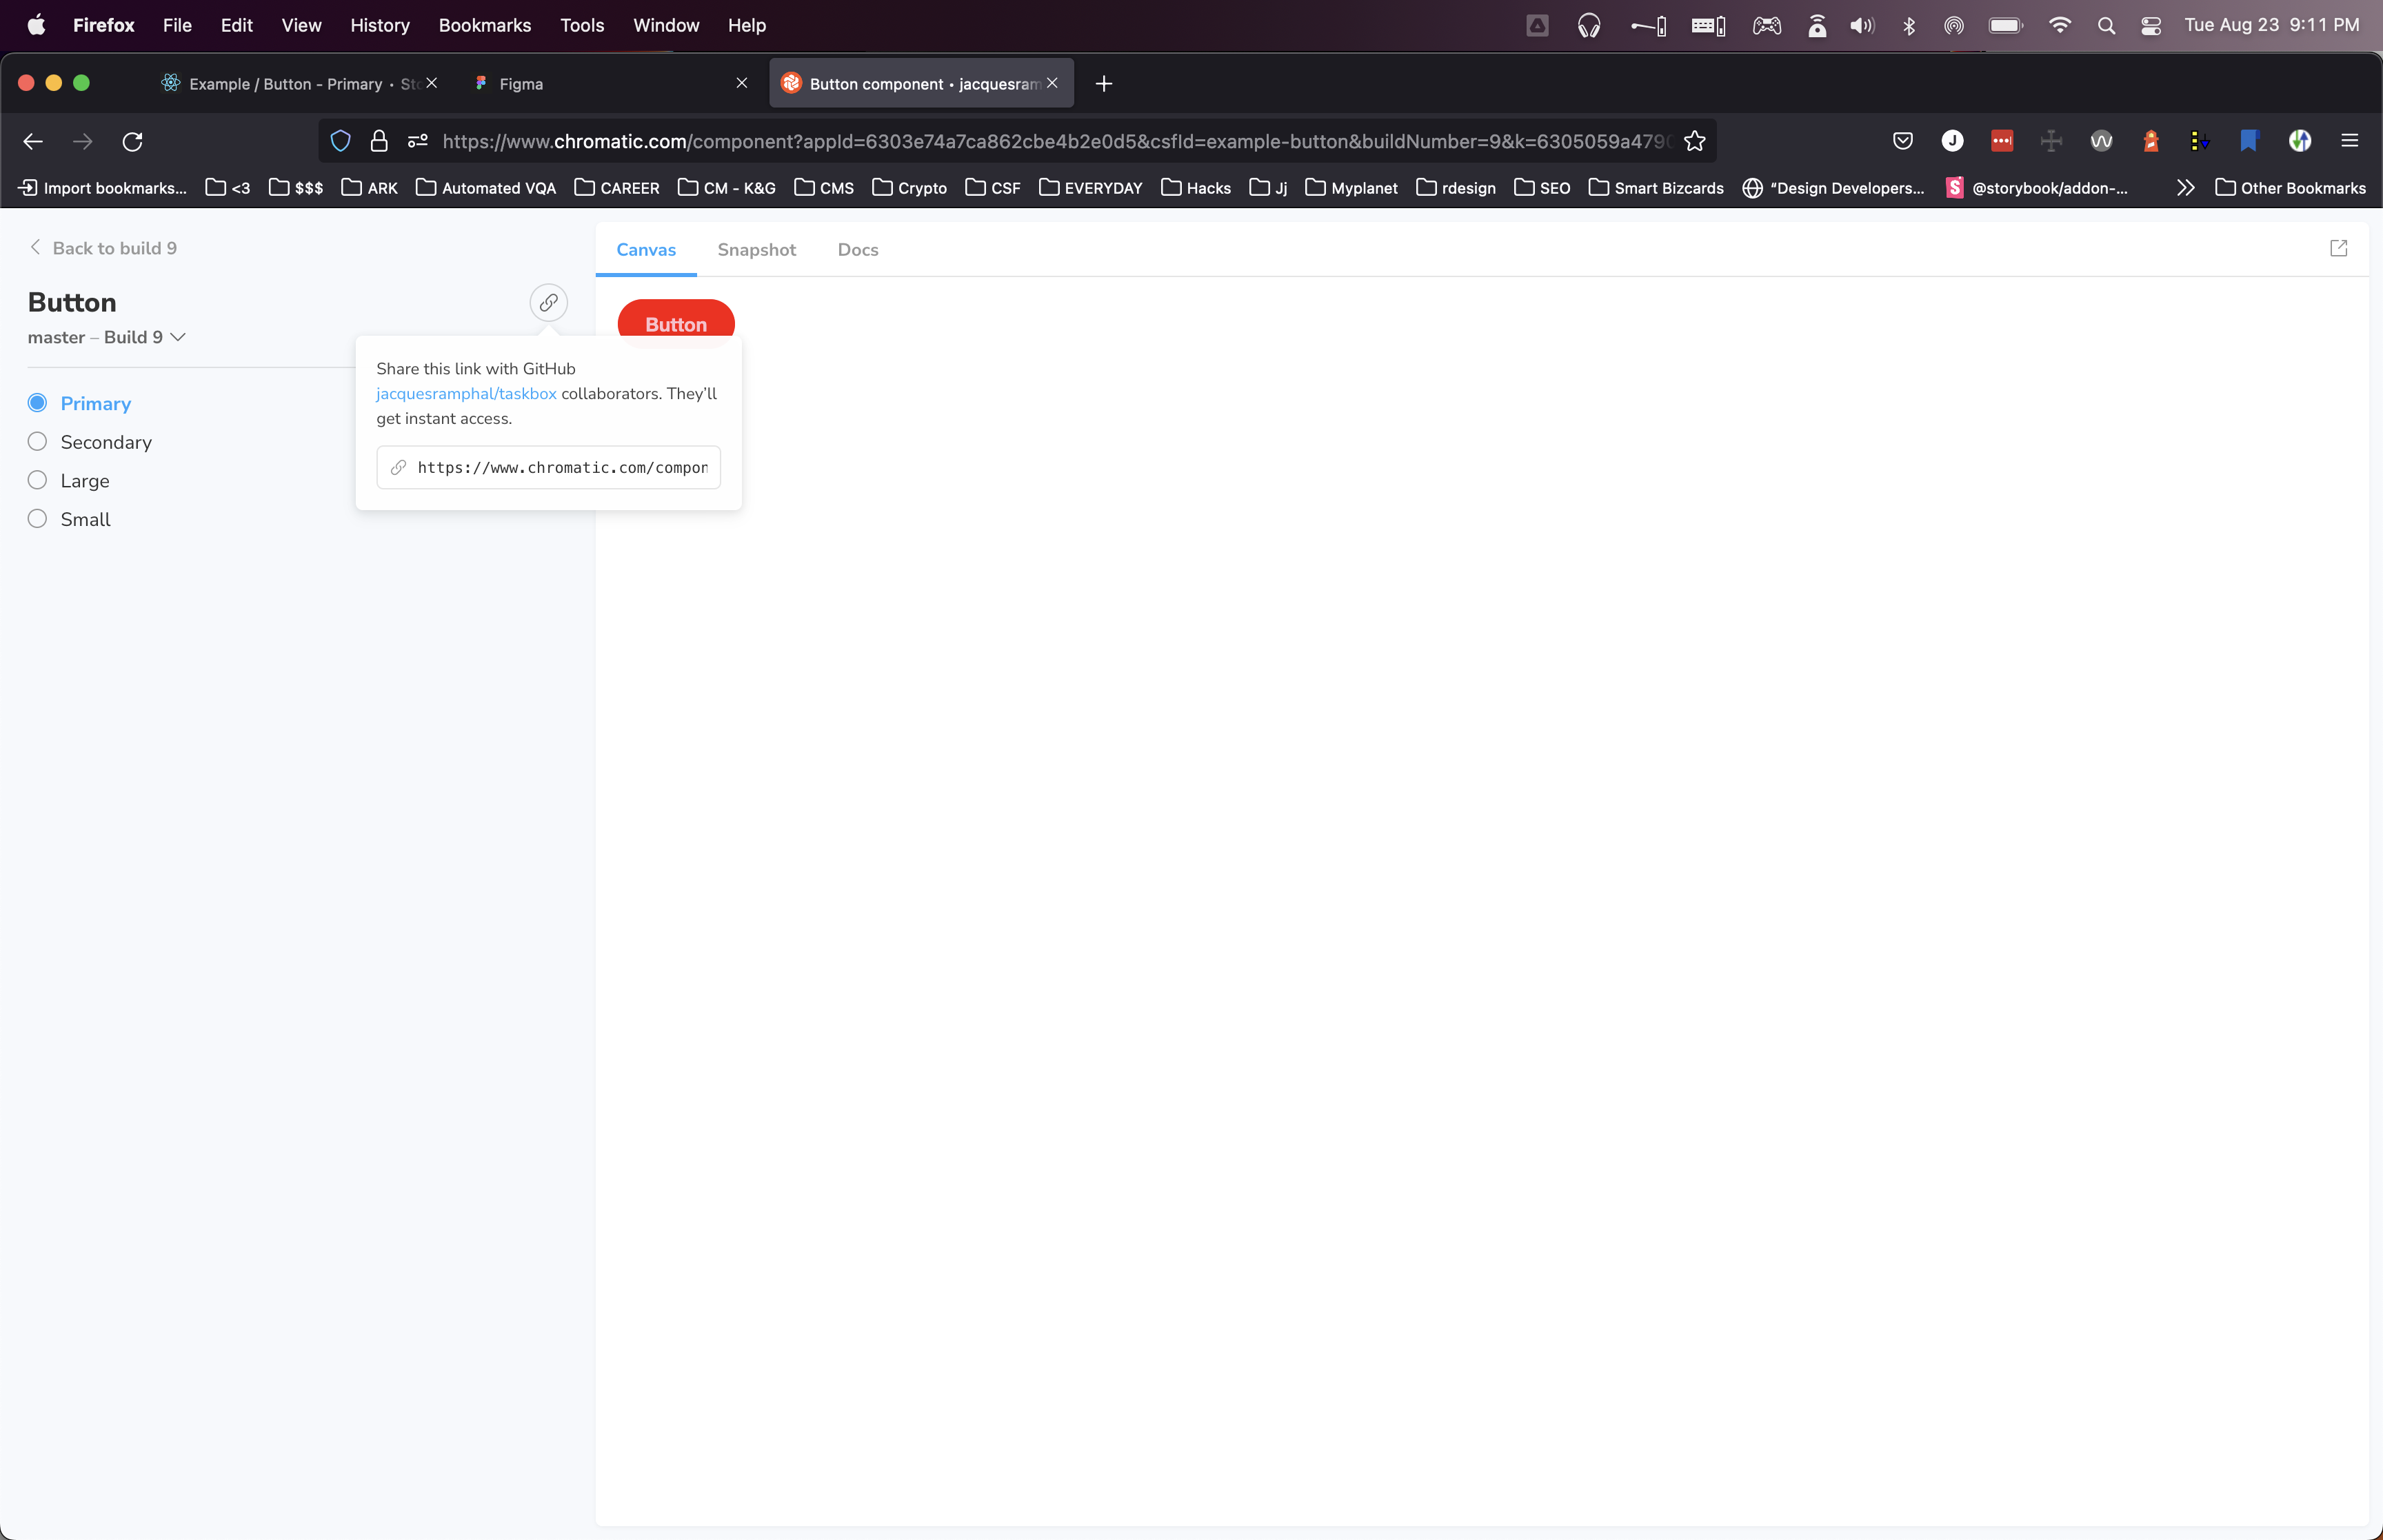 Firefox File Edit View History Bookmarks Tools Window Help
Tue Aug 23 9:11 PM
Example / Button - Primary • Sto
Figma
Button component • jacquesram
https://www.chromatic.com/component?appId=6303e74a7ca862cbe4b2e0d5&csfId=example-button&buildNumber=9&k=6305059a4790
Import bookmarks... <3 $$$ ARK Automated VQA CAREER CM - K&G CMS Crypto CSF EVERYDAY Hacks Jj Myplanet rdesign SEO Smart Bizcards “Design Developers... @storybook/addon-... Other Bookmarks
Back to build 9
Canvas Snapshot Docs
Button
master – Build 9
Button
Share this link with GitHub
jacquesramphal/taskbox collaborators. They’ll
get instant access.
https://www.chromatic.com/compon
Primary
Secondary
Large
Small